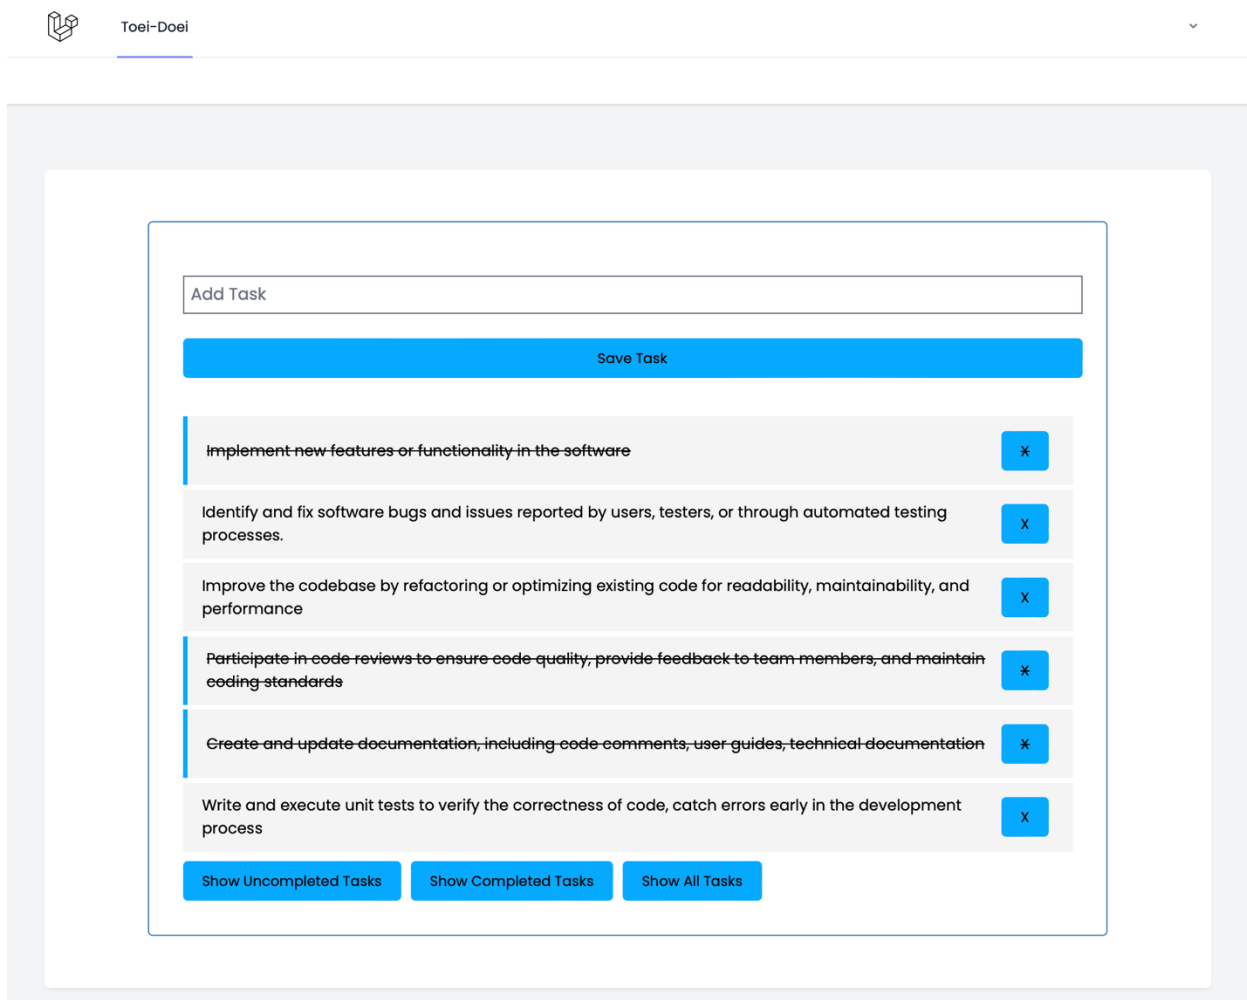 Toei-Doei
Add Task
Save Task
Implement new features or functionality in the software
X
Identify and fix software bugs and issues reported by users, testers, or through automated testing
processes.
X
Improve the codebase by refactoring or optimizing existing code for readability, maintainability, and
performance
X
Participate in code reviews to ensure code quality, provide feedback to team members, and maintain
coding standards
X
Create and update documentation, including code comments, user guides, technical documentation
X
Write and execute unit tests to verify the correctness of code, catch errors early in the development
process
X
Show Uncompleted Tasks
Show Completed Tasks
Show All Tasks